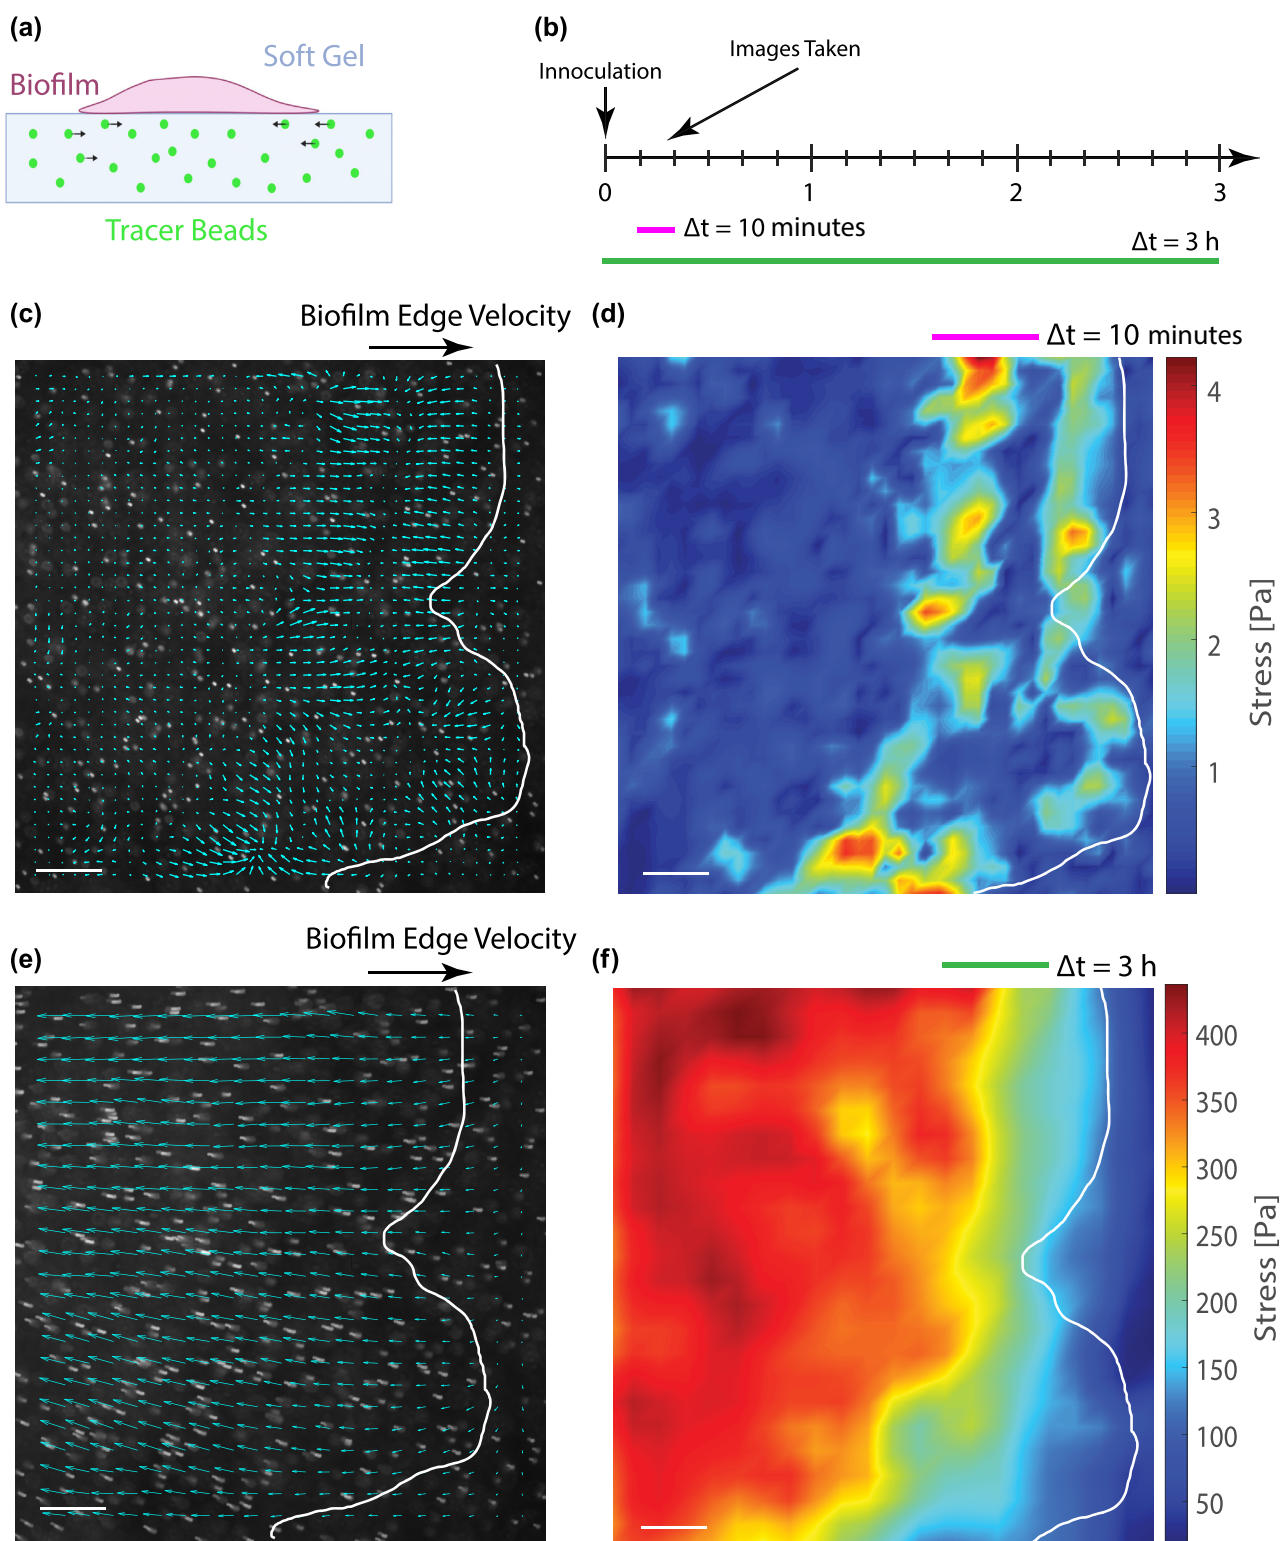 (a)
Soft Gel
Biofilm
Tracer Beads
(b)
Images Taken
Innoculation
0
1
2
3
Δt = 10 minutes
Δt = 3 h
(c)
Biofilm Edge Velocity
(d)
Δt = 10 minutes
4
3
2
1
Stress [Pa]
(e)
Biofilm Edge Velocity
(f)
Δt = 3 h
400
350
300
250
200
150
100
50
Stress [Pa]